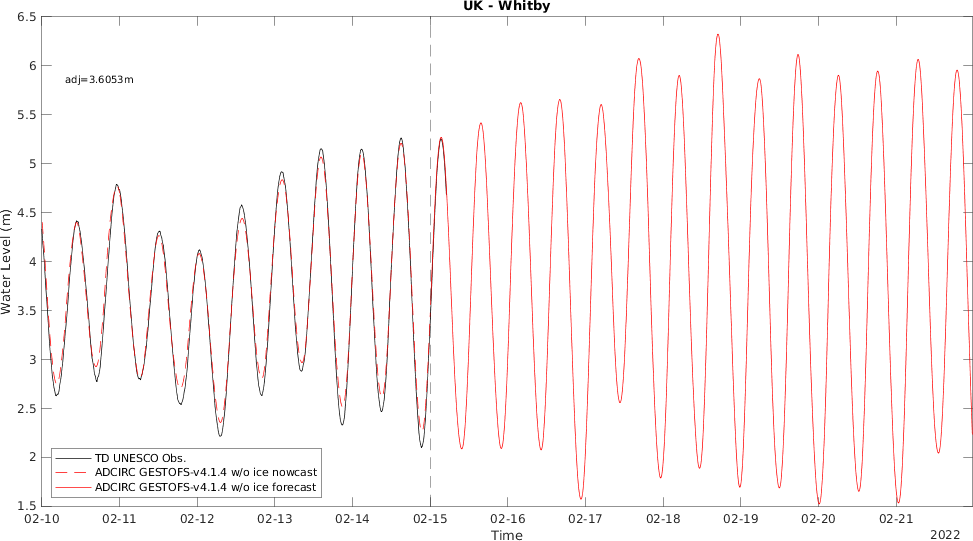 UK - Whitby
6.5
6
5.5
5
4.5
4
3.5
3
2.5
2
1.5
Water Level (m)
adj=3.6053m
TD UNESCO Obs.
ADCIRC GESTOFS-v4.1.4 w/o ice nowcast
ADCIRC GESTOFS-v4.1.4 w/o ice forecast
02-10 02-11 02-12 02-13 02-14 02-15 02-16 02-17 02-18 02-19 02-20 02-21
Time
2022